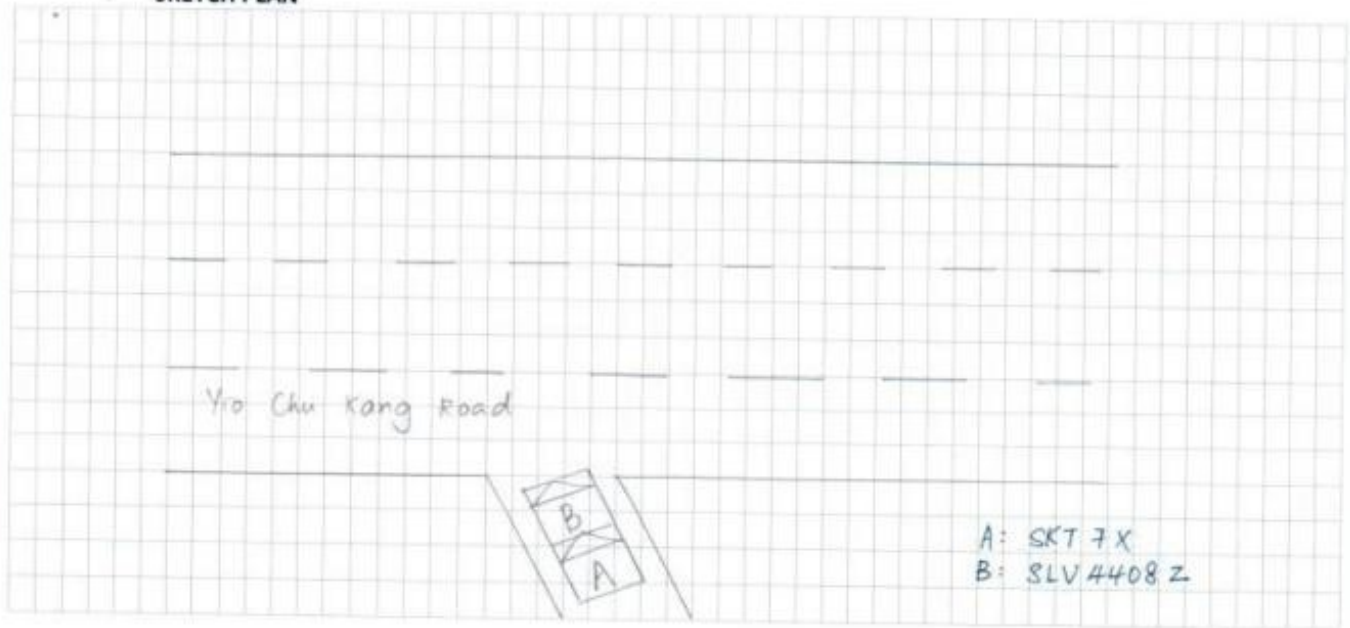 SKETCH PLAN
Yio Chu Kang Road
B
A
A: SKT 7X
B: SLV 4408 Z